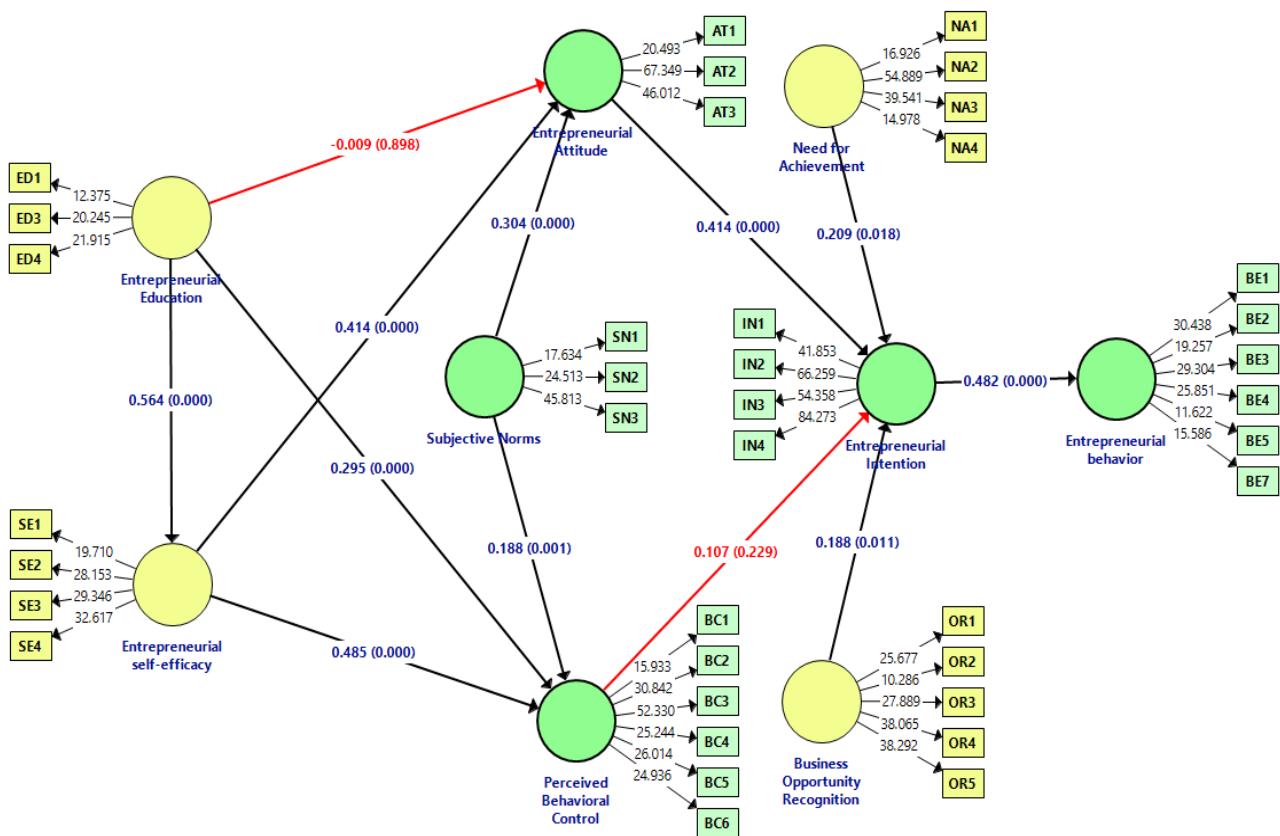 AT1
20.493
AT2
67.349
AT3
46.012
Entrepreneurial
Attitude
NA1
16.926
NA2
54.889
NA3
39.541
NA4
14.978
Need for
Achievement
-0.009 (0.898)
ED1
12.375
ED3
20.245
ED4
21.915
Entrepreneurial
Education
0.304 (0.000)
0.414 (0.000)
0.209 (0.018)
0.414 (0.000)
0.564 (0.000)
0.295 (0.000)
SN1
17.634
SN2
24.513
SN3
45.813
Subjective Norms
IN1
41.853
IN2
66.259
IN3
54.358
IN4
84.273
Entrepreneurial
Intention
0.482 (0.000)
BE1
30.438
BE2
19.257
BE3
29.304
BE4
25.851
BE5
11.622
BE7
15.586
Entrepreneurial
behavior
SE1
19.710
SE2
28.153
SE3
29.346
SE4
32.617
Entrepreneurial
self-efficacy
0.188 (0.001)
0.107 (0.229)
0.188 (0.011)
0.485 (0.000)
BC1
15.933
BC2
30.842
BC3
52.330
BC4
25.244
BC5
26.014
BC6
24.936
Perceived
Behavioral
Control
OR1
25.677
OR2
10.286
OR3
27.889
OR4
38.065
OR5
38.292
Business
Opportunity
Recognition